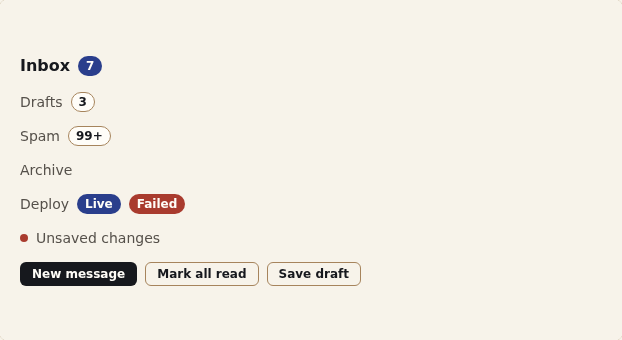 Inbox 7
Drafts 3
Spam 99+
Archive
Deploy Live Failed
Unsaved changes
New message Mark all read Save draft